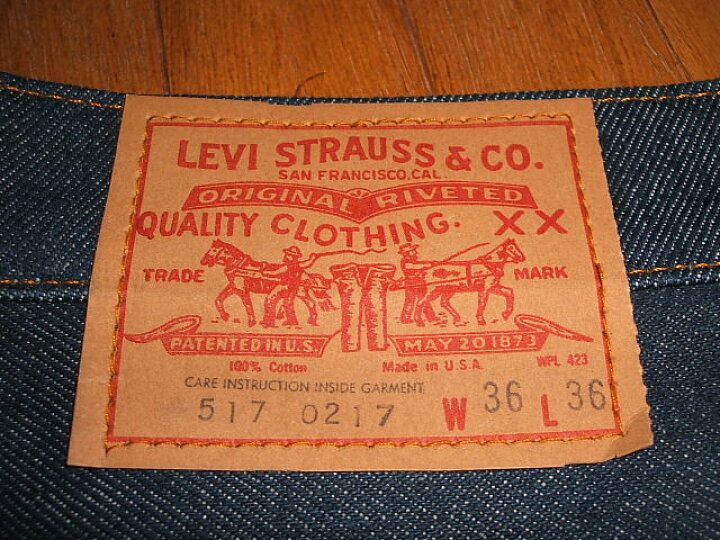 LEVI STRAUSS & CO.
SAN FRANCISCO, CAL.
ORIGINAL RIVETED
QUALITY CLOTHING. XX
TRADE MARK
PATENTED IN U.S. MAY 20 1873
100% Cotton Made in U.S.A. WPL 423
CARE INSTRUCTION INSIDE GARMENT
517 0217 W 36 L 36